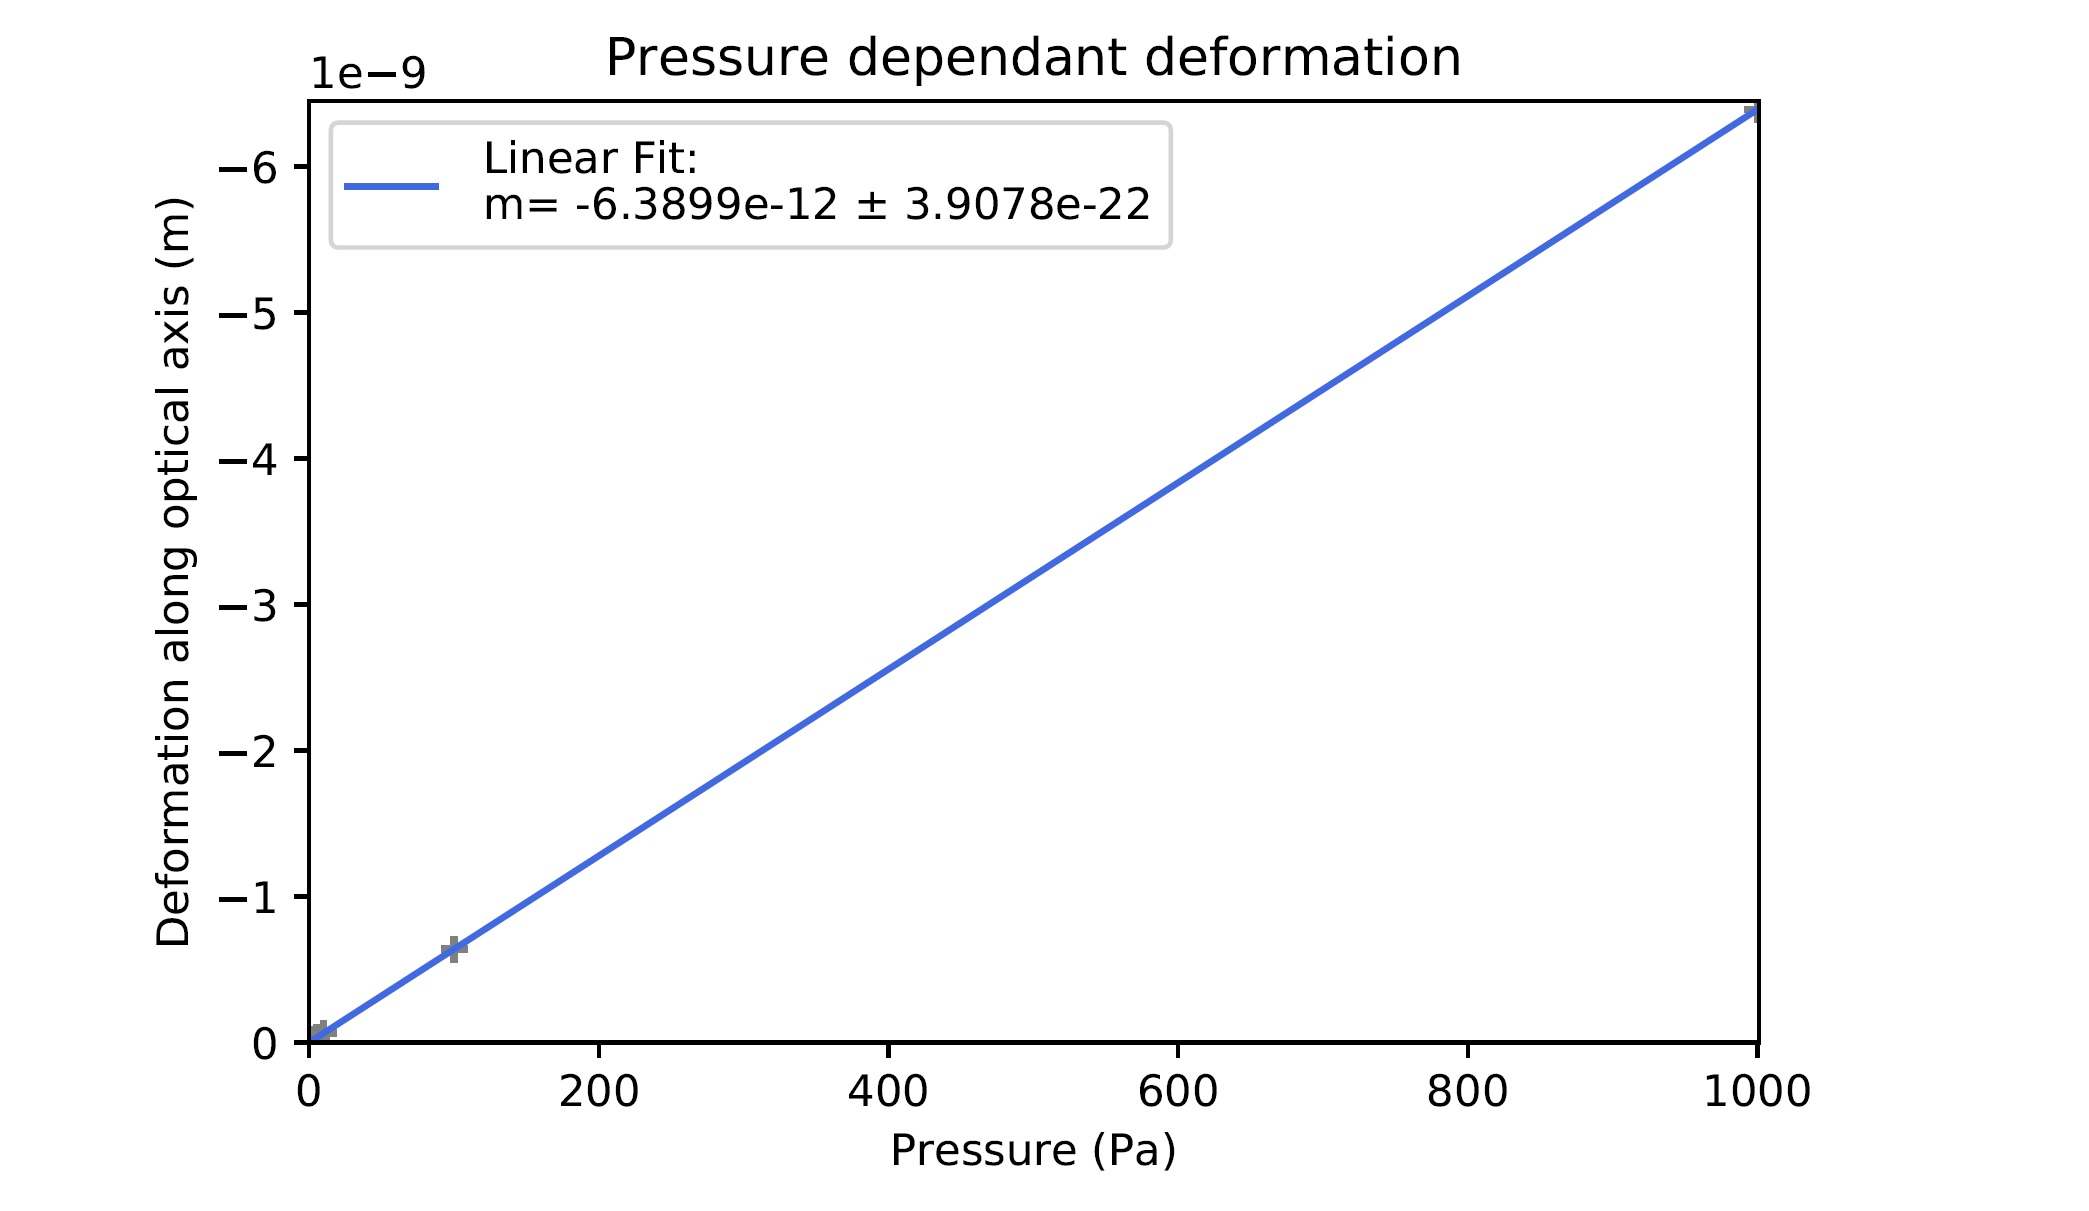 Pressure dependant deformation
1e−9
Linear Fit:
m= -6.3899e-12 ± 3.9078e-22
Deformation along optical axis (m)
−6
−5
−4
−3
−2
−1
0
0 200 400 600 800 1000
Pressure (Pa)